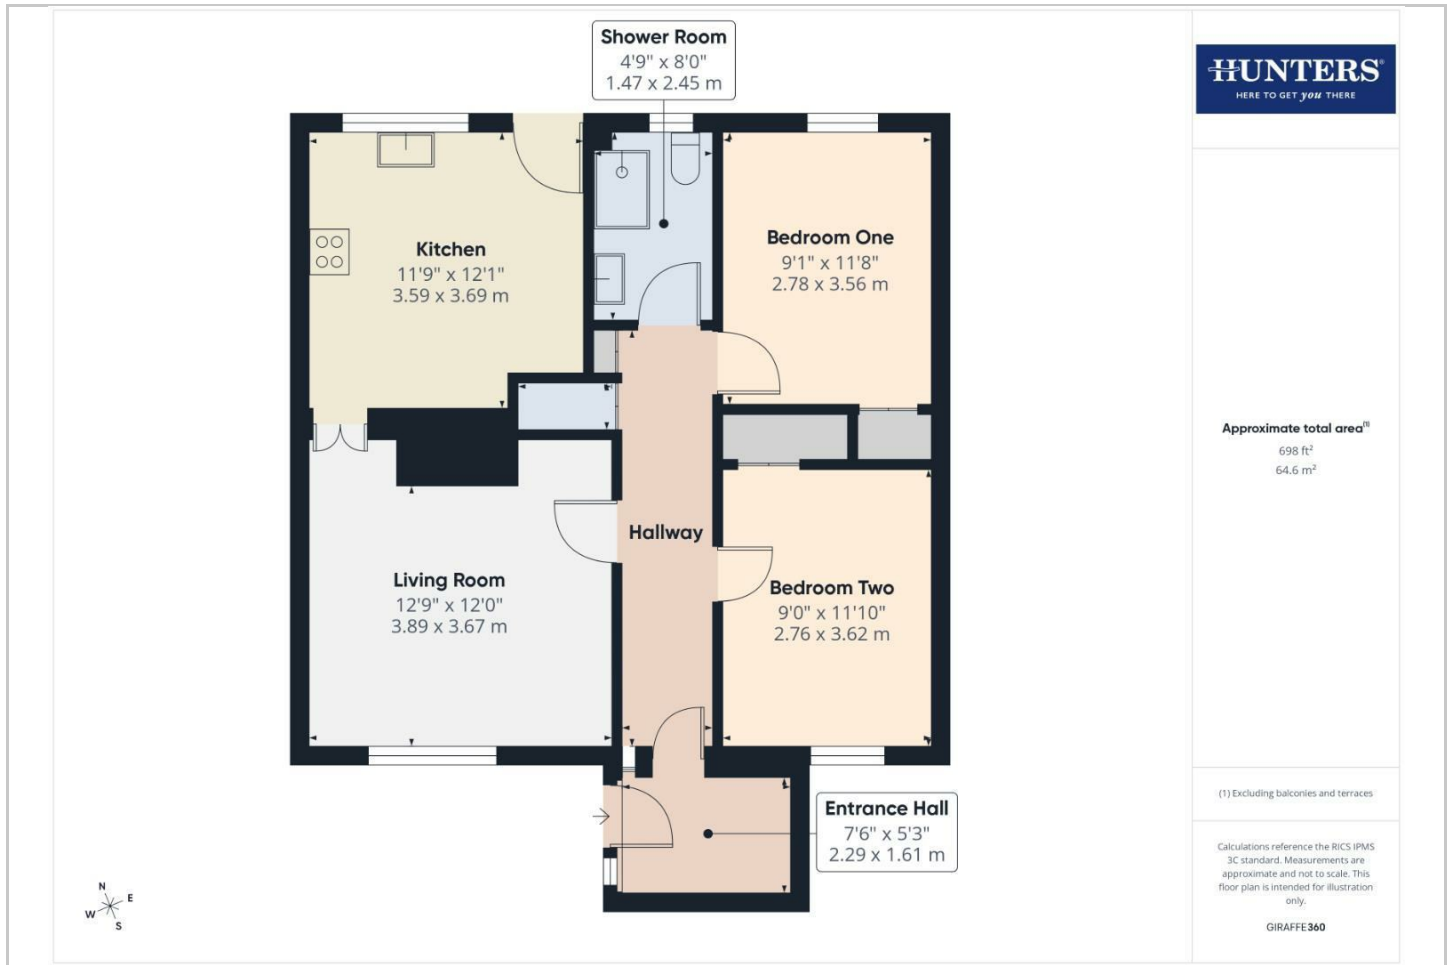 Shower Room
4'9" x 8'0"
1.47 x 2.45 m
HUNTERS®
HERE TO GET you THERE
Kitchen
11'9" x 12'1"
3.59 x 3.69 m
Bedroom One
9'1" x 11'8"
2.78 x 3.56 m
Approximate total area(1)
698 ft²
64.6 m²
Hallway
Living Room
12'9" x 12'0"
3.89 x 3.67 m
Bedroom Two
9'0" x 11'10"
2.76 x 3.62 m
Entrance Hall
7'6" x 5'3"
2.29 x 1.61 m
(1) Excluding balconies and terraces
Calculations reference the RICS IPMS
3C standard. Measurements are
approximate and not to scale. This
floor plan is intended for illustration
only.
GIRAFFE360
N
E
W
S